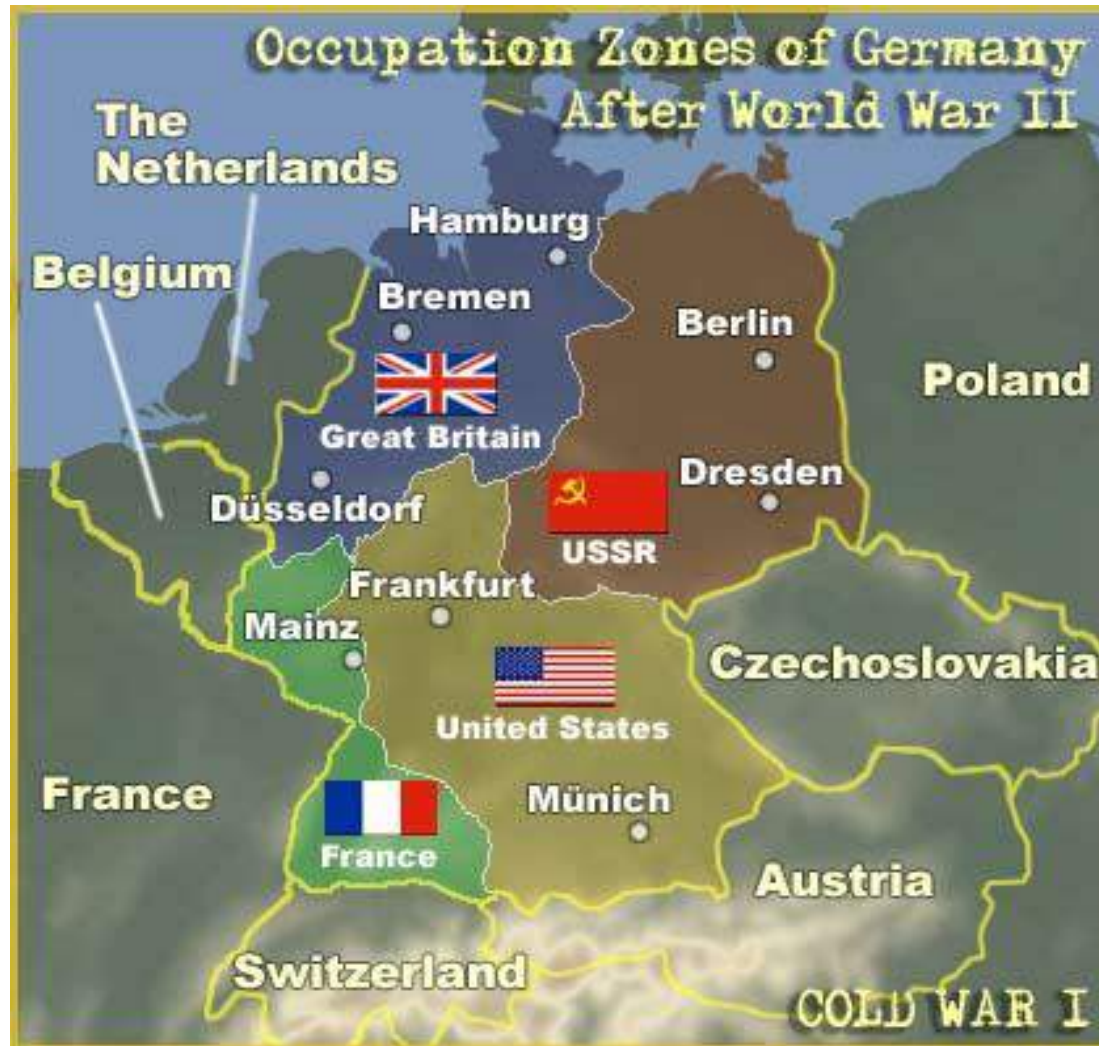 Occupation Zones of Germany
After World War II
The
Netherlands
Hamburg
Belgium
Bremen
Berlin
Poland
Great Britain
Dresden
Düsseldorf
USSR
Frankfurt
Mainz
Czechoslovakia
United States
France
Münich
France
Austria
Switzerland
COLD WAR I